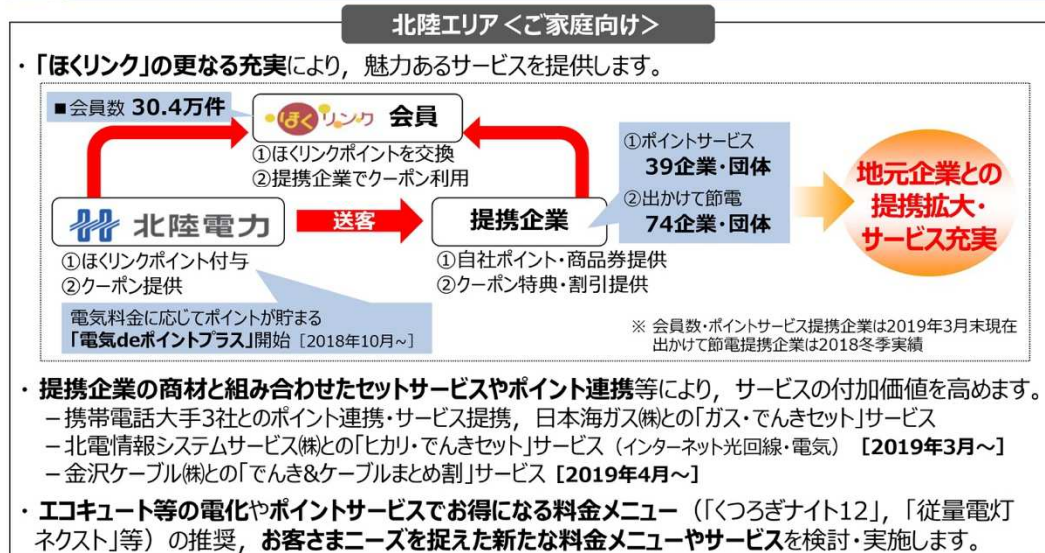 北陸エリア＜ご家庭向け＞
・「ほくリンク」の更なる充実により，魅力あるサービスを提供します。
■会員数 30.4万件
ほくリンク 会員
①ほくリンクポイントを交換
②提携企業でクーポン利用
①ポイントサービス
39企業・団体
②出かけて節電
74企業・団体
地元企業との
提携拡大・
サービス充実
北陸電力
送客
提携企業
①ほくリンクポイント付与
②クーポン提供
①自社ポイント・商品券提供
②クーポン特典・割引提供
電気料金に応じてポイントが貯まる
「電気deポイントプラス」開始［2018年10月～］
※ 会員数・ポイントサービス提携企業は2019年3月末現在
出かけて節電提携企業は2018冬季実績
・提携企業の商材と組み合わせたセットサービスやポイント連携等により，サービスの付加価値を高めます。
－携帯電話大手3社とのポイント連携・サービス提携，日本海ガス㈱との「ガス・でんきセット」サービス
－北電情報システムサービス㈱との「ヒカリ・でんきセット」サービス（インターネット光回線・電気）［2019年3月～］
－金沢ケーブル㈱との「でんき&ケーブルまとめ割」サービス［2019年4月～］
・エコキュート等の電化やポイントサービスでお得になる料金メニュー（「くつろぎナイト12」，「従量電灯
ネクスト」等）の推奨，お客さまニーズを捉えた新たな料金メニューやサービスを検討・実施します。